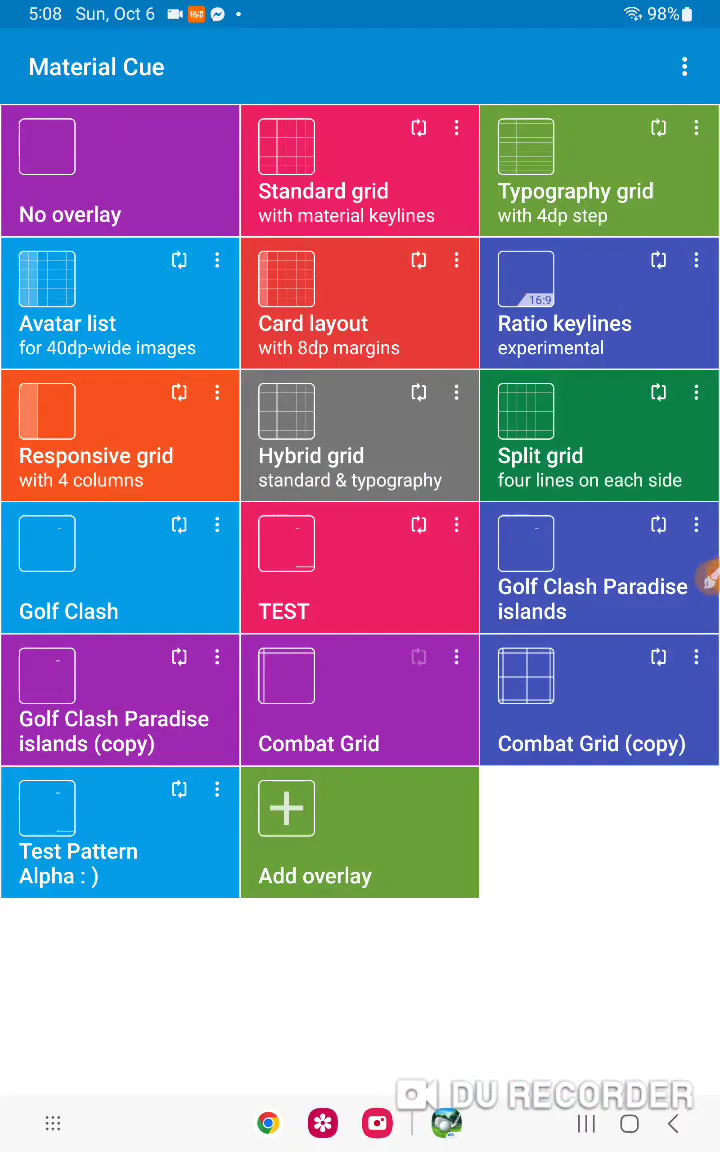 5:08 Sun, Oct 6
98%
Material Cue
No overlay
Standard grid
with material keylines
Typography grid
with 4dp step
Avatar list
for 40dp-wide images
Card layout
with 8dp margins
16:9
Ratio keylines
experimental
Responsive grid
with 4 columns
Hybrid grid
standard & typography
Split grid
four lines on each side
Golf Clash
TEST
Golf Clash Paradise
islands
Golf Clash Paradise
islands (copy)
Combat Grid
Combat Grid (copy)
Test Pattern
Alpha : )
Add overlay
DU RECORDER